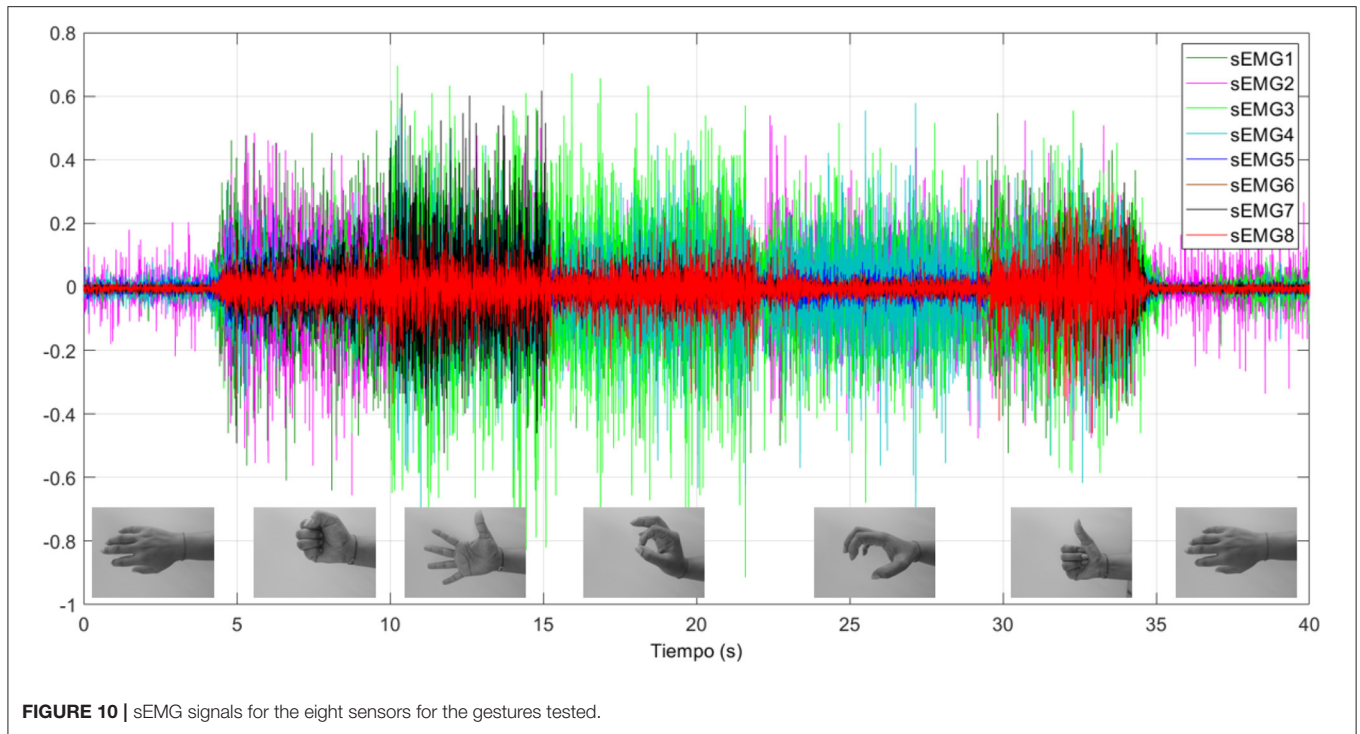 0.8
0.6
0.4
0.2
0
-0.2
-0.4
-0.6
-0.8
-1
sEMG1
sEMG2
sEMG3
sEMG4
sEMG5
sEMG6
sEMG7
sEMG8
0 5 10 15 20 25 30 35 40
Tiempo (s)
FIGURE 10 | sEMG signals for the eight sensors for the gestures tested.